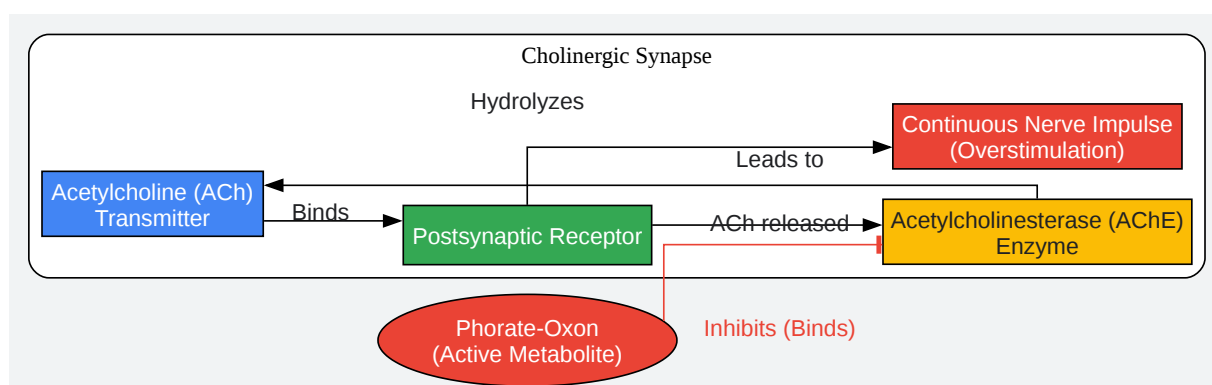 Cholinergic Synapse
Hydrolyzes
Continuous Nerve Impulse
(Overstimulation)
Leads to
Acetylcholine (ACh)
Transmitter
Binds
Postsynaptic Receptor
ACh released
Acetylcholinesterase (AChE)
Enzyme
Phorate-Oxon
(Active Metabolite)
Inhibits (Binds)